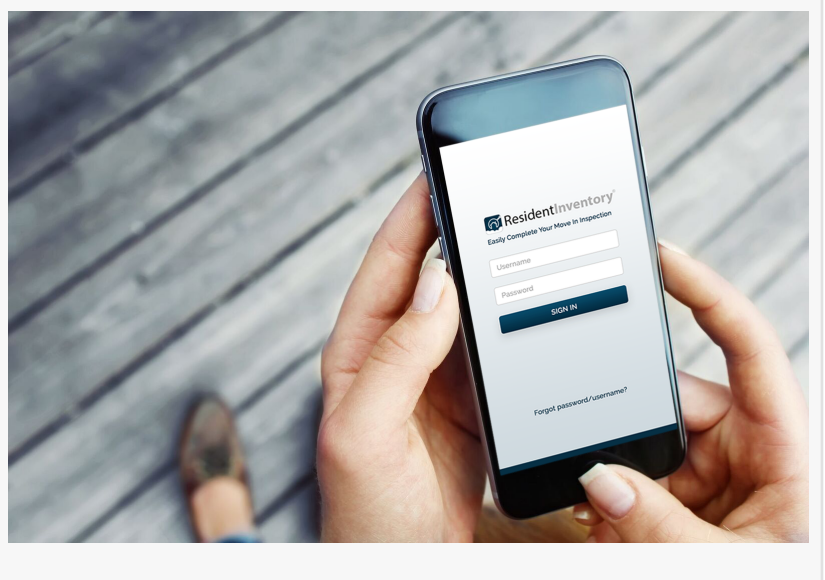 ResidentInventory®
Easily Complete Your Move In Inspection
Username
Password
SIGN IN
Forgot password/username?